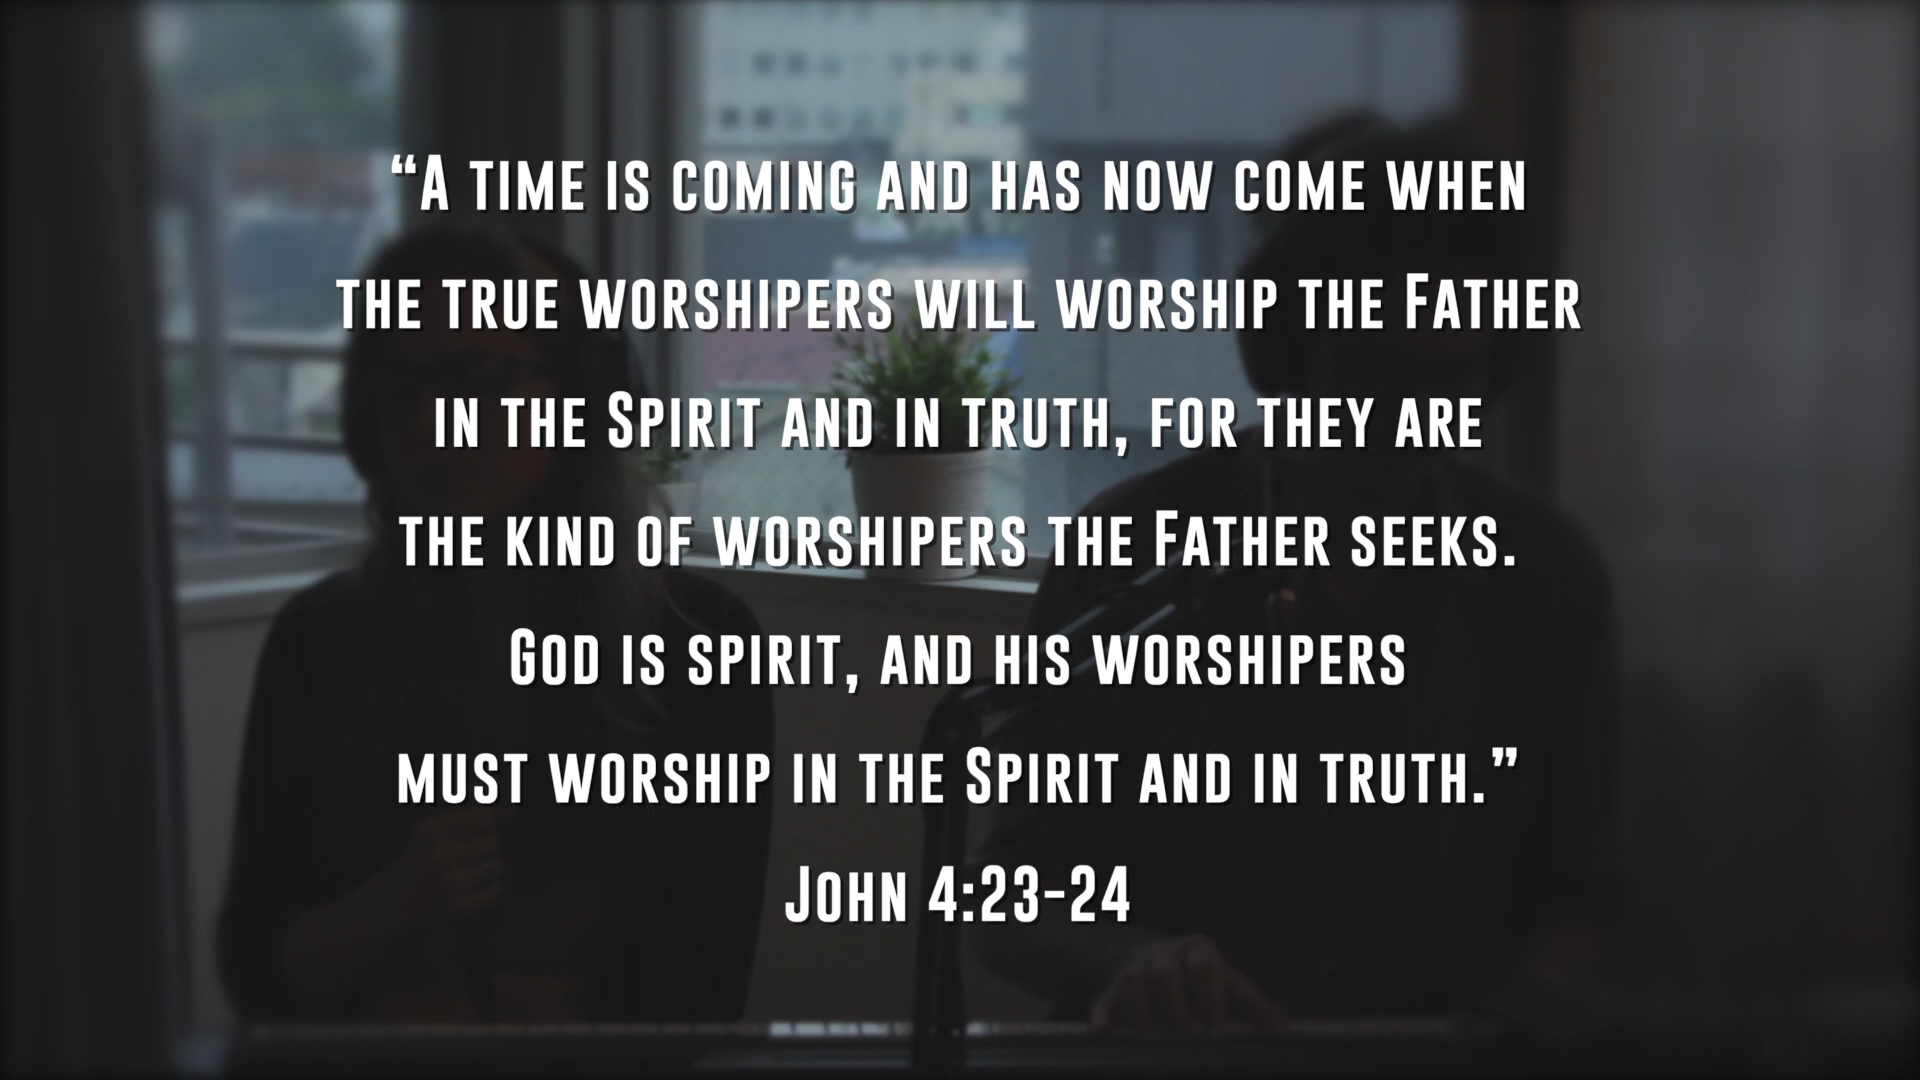 “A time is coming and has now come when
the true worshipers will worship the Father
in the Spirit and in truth, for they are
the kind of worshipers the Father seeks.
God is spirit, and his worshipers
must worship in the Spirit and in truth.”
John 4:23-24